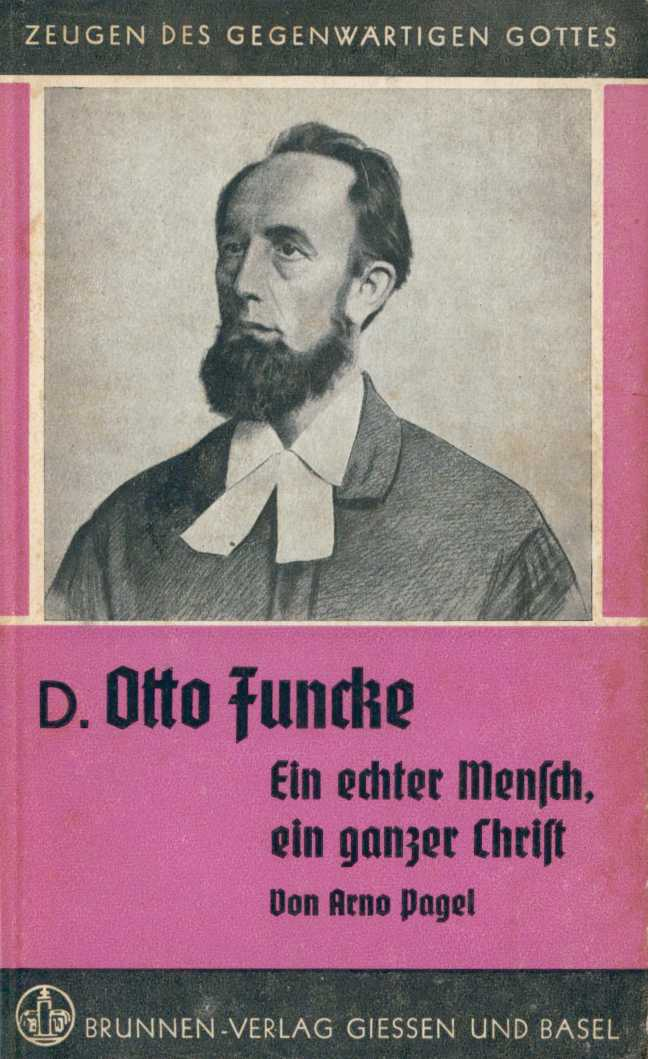 ZEUGEN DES GEGENWÄRTIGEN GOTTES
D. Otto Funcke
Ein echter Menſch,
ein ganzer Chriſt
Von Arno Pagel
BRUNNEN-VERLAG GIESSEN UND BASEL